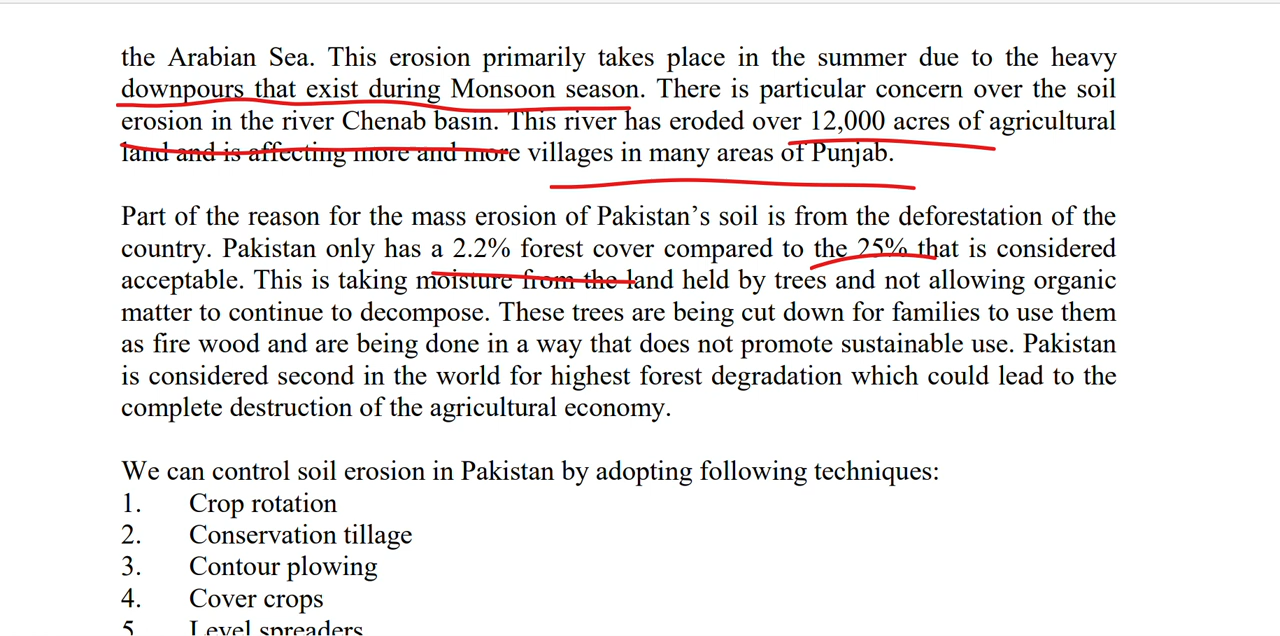 the Arabian Sea. This erosion primarily takes place in the summer due to the heavy
downpours that exist during Monsoon season. There is particular concern over the soil
erosion in the river Chenab basin. This river has eroded over 12,000 acres of agricultural
land and is affecting more and more villages in many areas of Punjab.
Part of the reason for the mass erosion of Pakistan’s soil is from the deforestation of the
country. Pakistan only has a 2.2% forest cover compared to the 25% that is considered
acceptable. This is taking moisture from the land held by trees and not allowing organic
matter to continue to decompose. These trees are being cut down for families to use them
as fire wood and are being done in a way that does not promote sustainable use. Pakistan
is considered second in the world for highest forest degradation which could lead to the
complete destruction of the agricultural economy.
We can control soil erosion in Pakistan by adopting following techniques:
1. Crop rotation
2. Conservation tillage
3. Contour plowing
4. Cover crops
5. Level spreaders